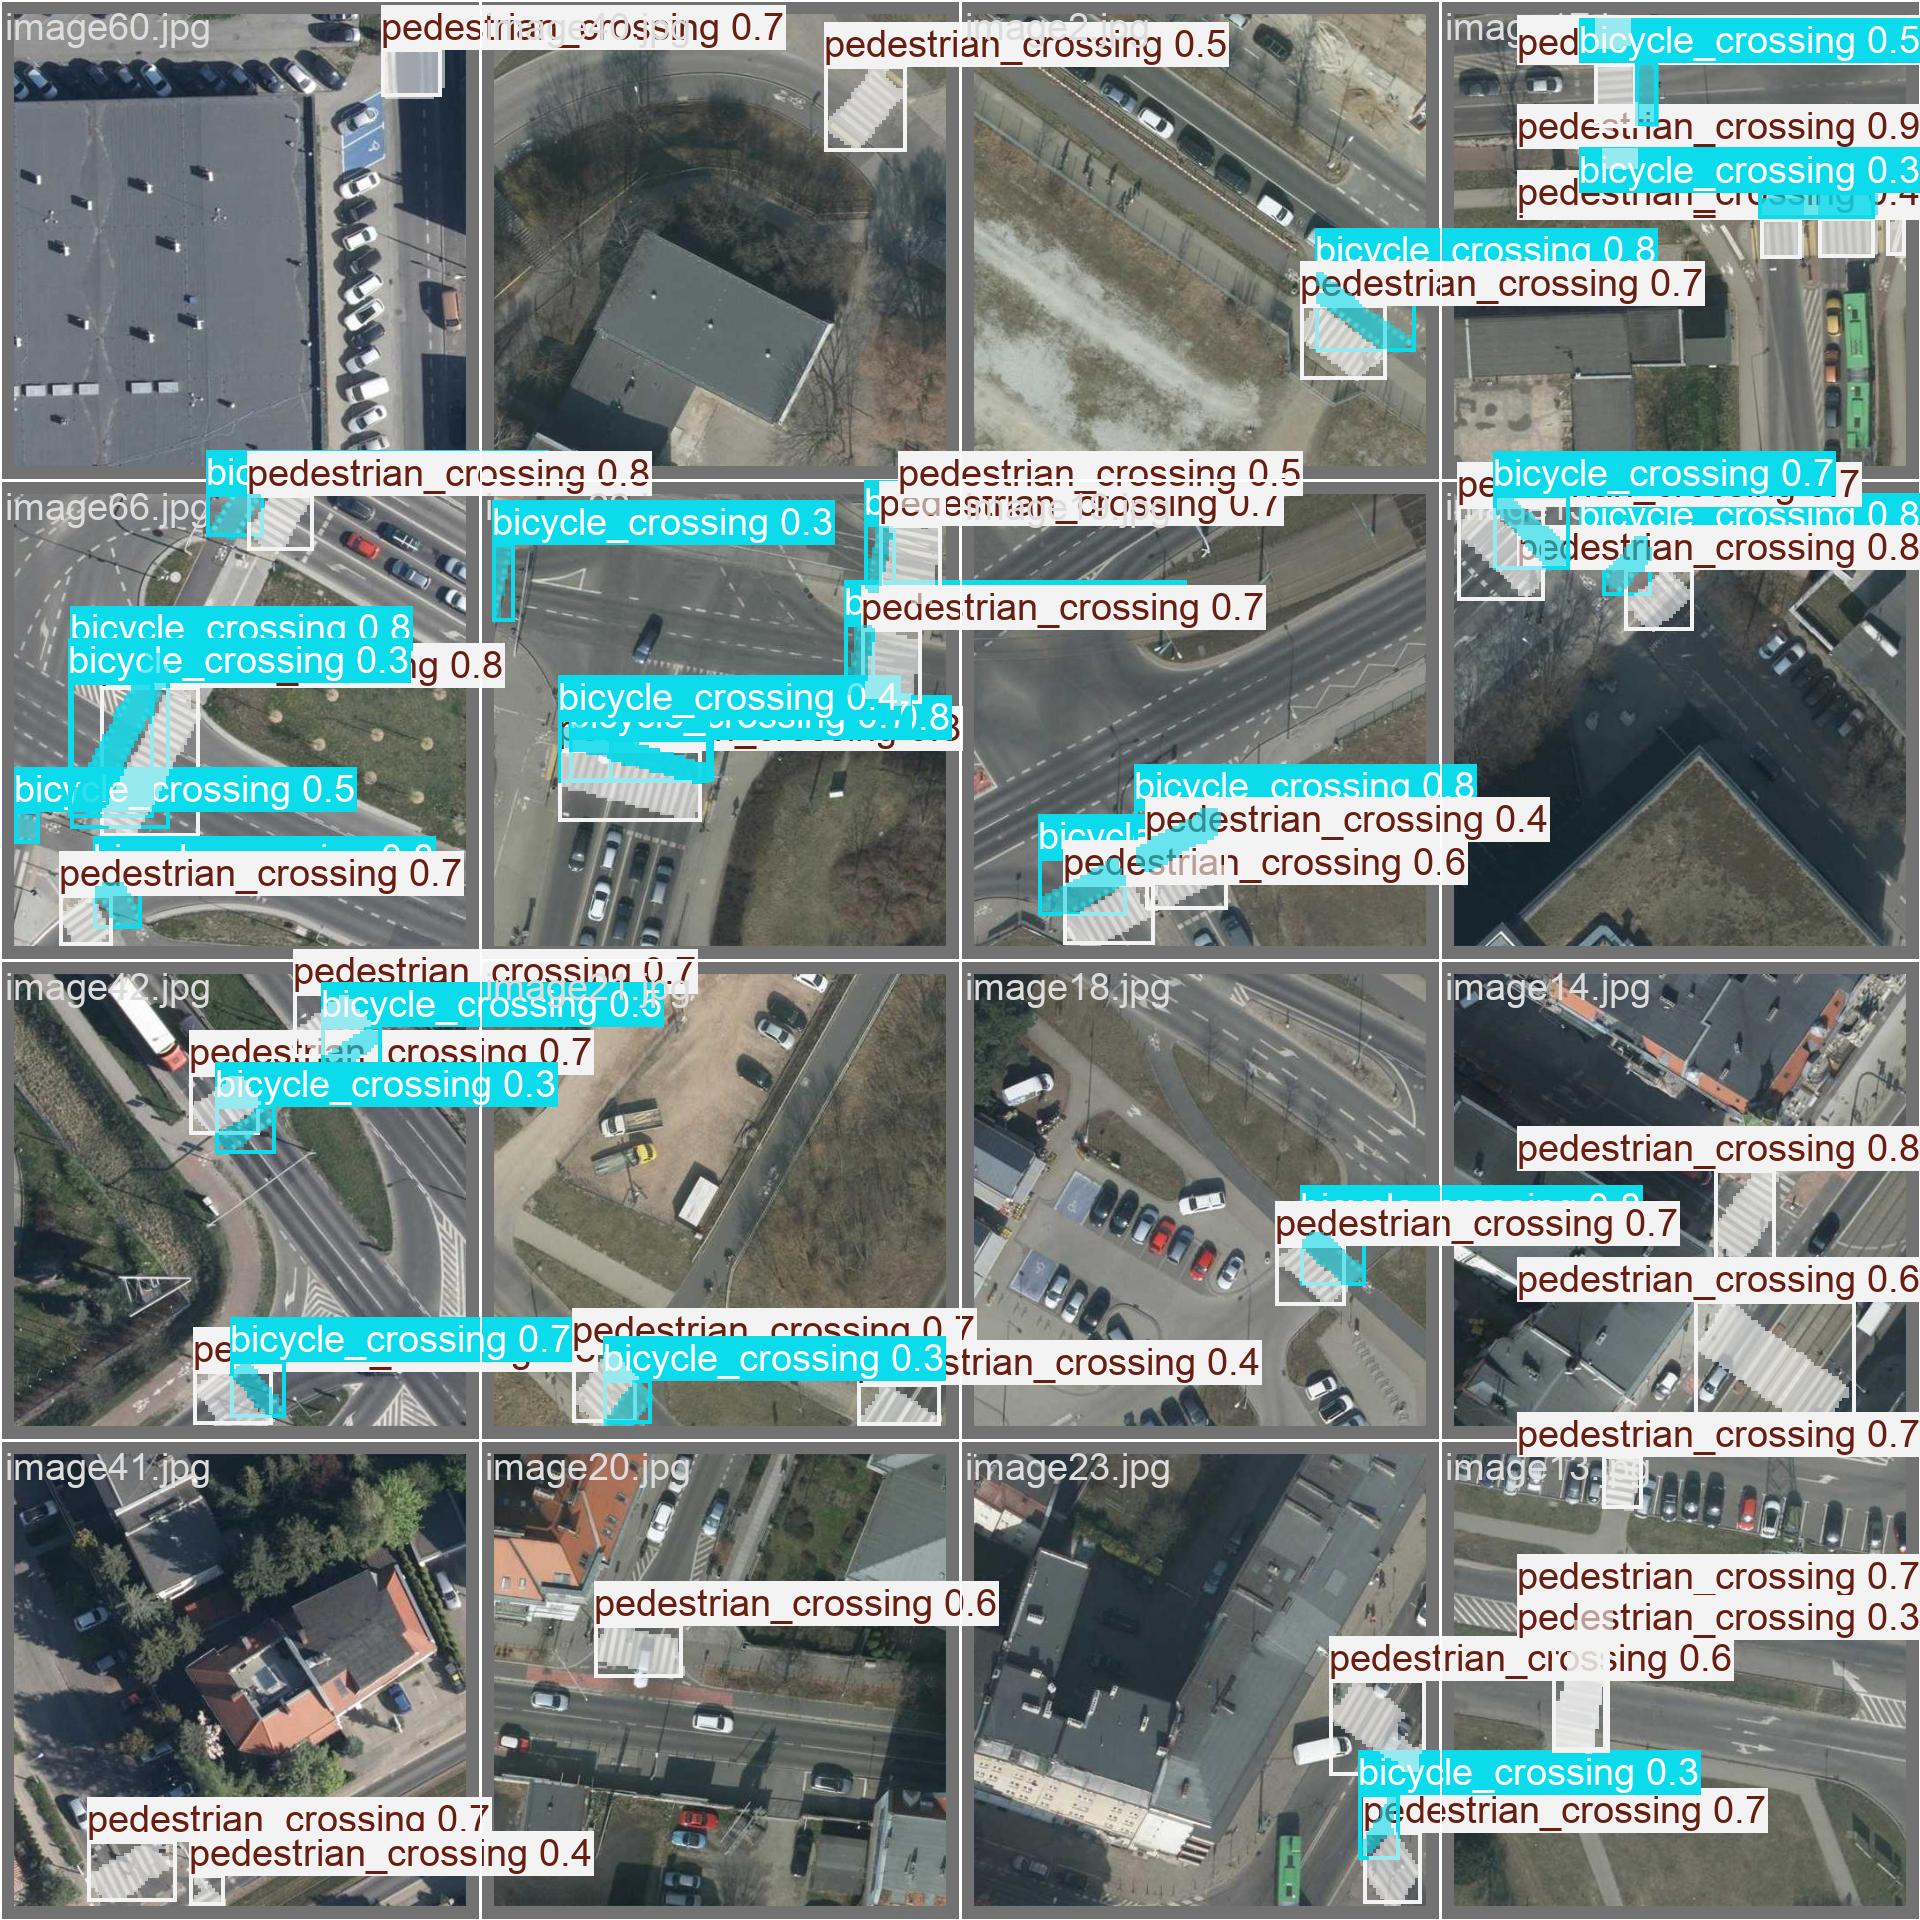 image60.jpg
pedestrian_crossing 0.7
pedestrian_crossing 0.5
image2.jpg
bicycle_crossing 0.8
pedestrian_crossing 0.7
bicycle_crossing 0.5
pedestrian_crossing 0.9
bicycle_crossing 0.3
pedestrian_crossing 0.4
image66.jpg
pedestrian_crossing 0.8
bicycle_crossing 0.8
bicycle_crossing 0.3
ng 0.8
bicycle_crossing 0.5
pedestrian_crossing 0.7
bicycle_crossing 0.3
pedestrian_crossing 0.5
pedestrian_crossing 0.7
pedestrian_crossing 0.7
bicycle_crossing 0.4
bicycle_crossing 0.8
pedestrian_crossing 0.4
pedestrian_crossing 0.6
bicycle_crossing 0.7
bicycle_crossing 0.8
pedestrian_crossing 0.8
image42.jpg
pedestrian_crossing 0.7
bicycle_crossing 0.5
pedestrian_crossing 0.7
bicycle_crossing 0.3
bicycle_crossing 0.7
image21.jpg
pedestrian_crossing 0.7
bicycle_crossing 0.3
strian_crossing 0.4
image18.jpg
bicycle_crossing 0.8
pedestrian_crossing 0.7
image14.jpg
pedestrian_crossing 0.8
pedestrian_crossing 0.6
pedestrian_crossing 0.7
image41.jpg
pedestrian_crossing 0.7
pedestrian_crossing 0.4
image20.jpg
pedestrian_crossing 0.6
image23.jpg
pedestrian_crossing 0.6
bicycle_crossing 0.3
pedestrian_crossing 0.7
image13.jpg
pedestrian_crossing 0.7
pedestrian_crossing 0.3